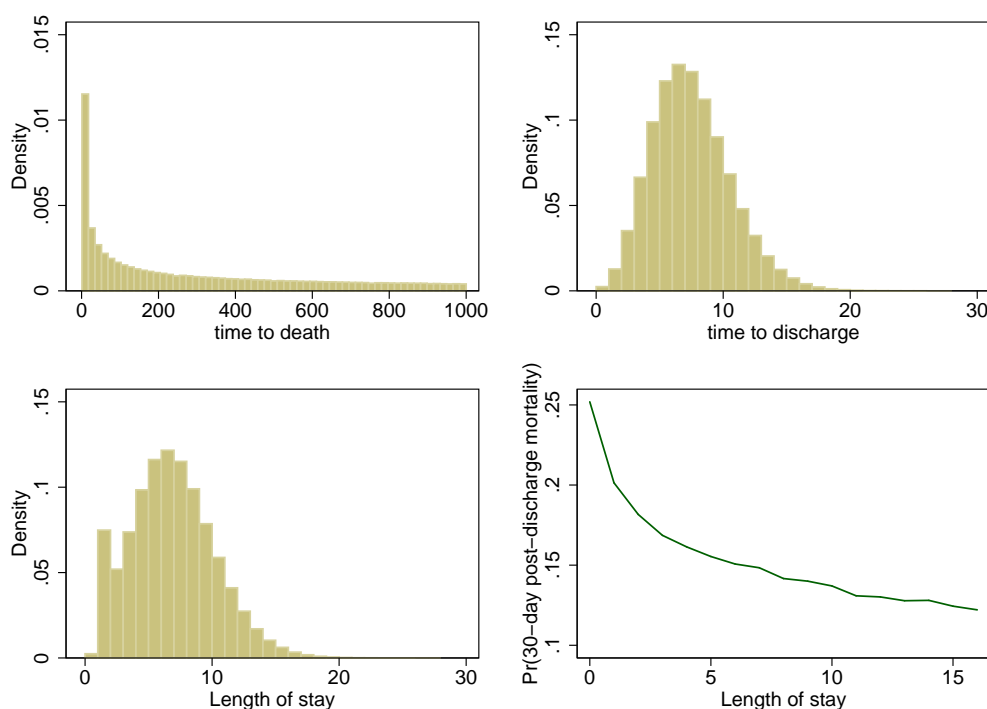 Density
.015
.01
.005
0
0 200 400 600 800 1000
time to death
Density
.15
.1
.05
0
0 10 20 30
time to discharge
Density
.15
.1
.05
0
0 10 20 30
Length of stay
Pr(30−day post−discharge mortality)
.25
.2
.15
.1
0 5 10 15
Length of stay